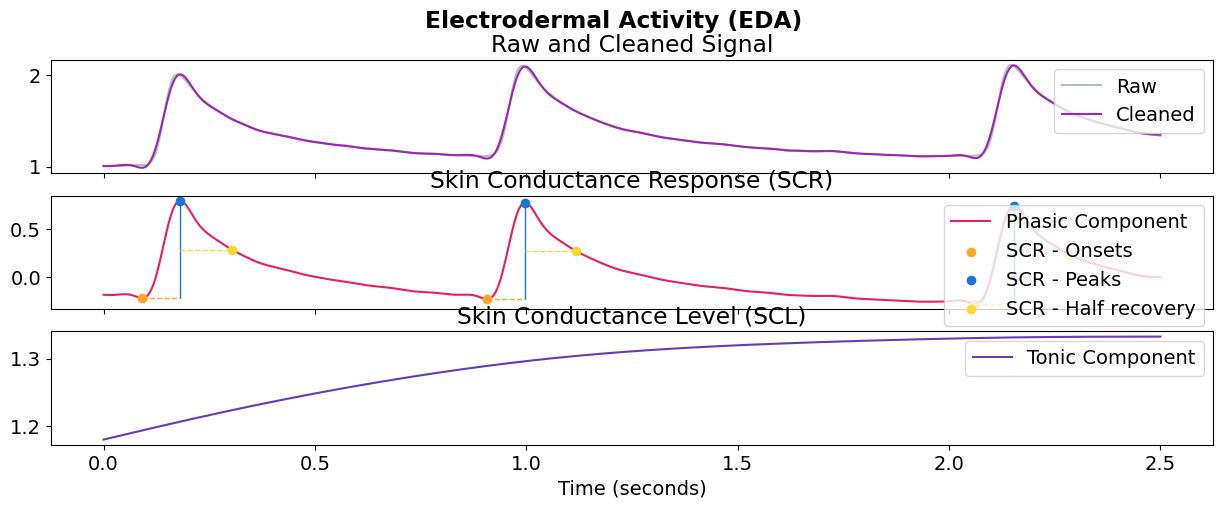 Electrodermal Activity (EDA)
Raw and Cleaned Signal
2
1
Raw
Cleaned
Skin Conductance Response (SCR)
0.5
0.0
Phasic Component
SCR - Onsets
SCR - Peaks
SCR - Half recovery
Skin Conductance Level (SCL)
1.3
1.2
Tonic Component
0.0 0.5 1.0 1.5 2.0 2.5
Time (seconds)